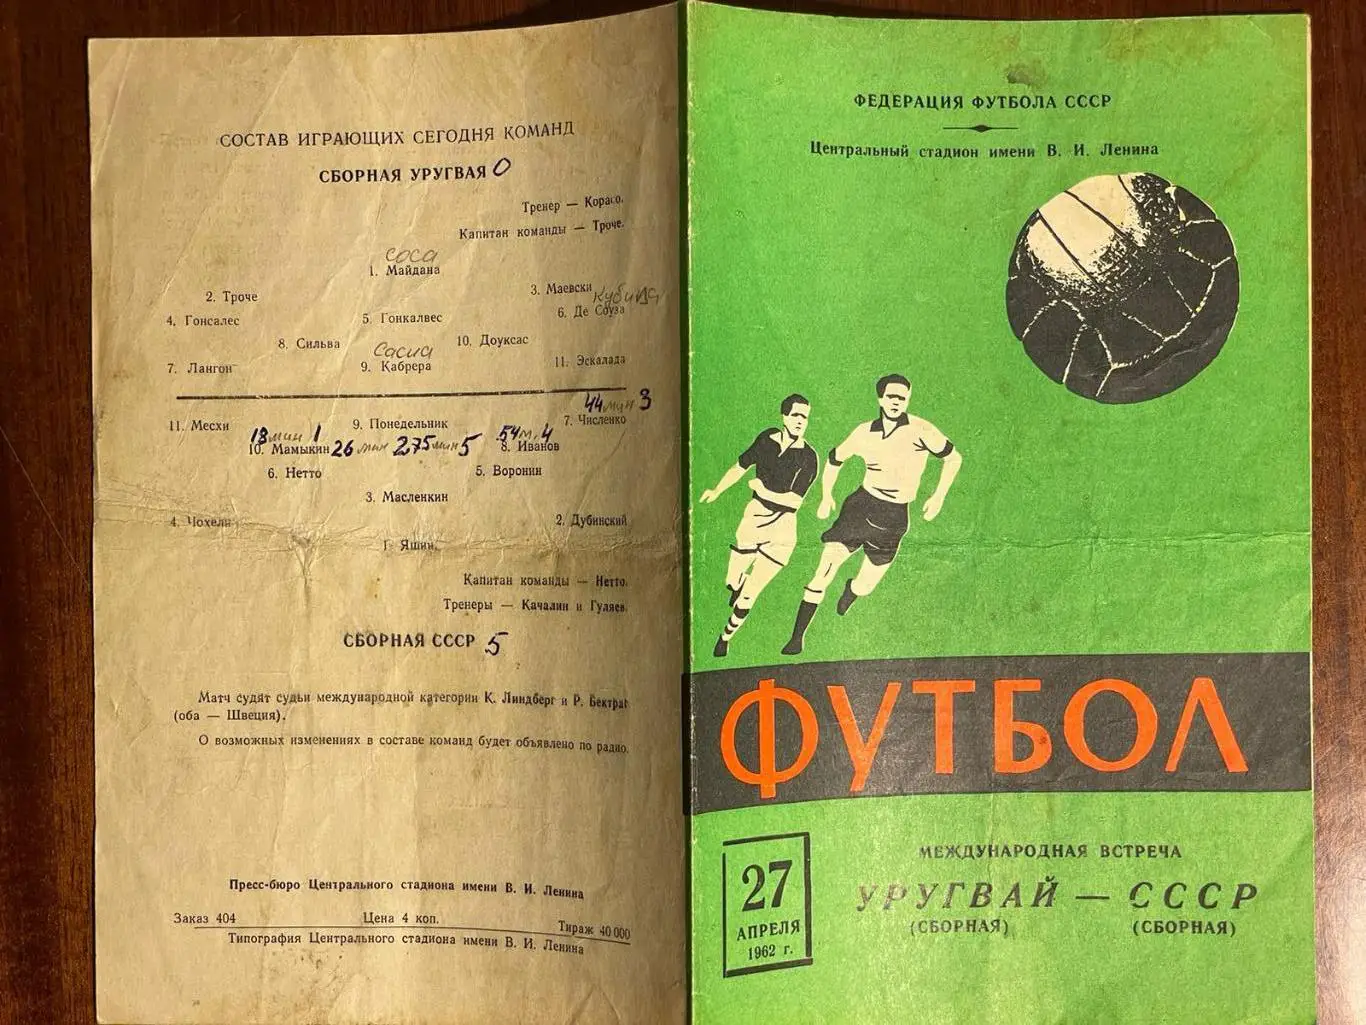 СОСТАВ ИГРАЮЩИХ СЕГОДНЯ КОМАНД
СБОРНАЯ УРУГВАЯ 0
Тренер — Корасо.
Капитан команды — Троче.
Соса
1. Майдана
2. Троче
3. Маевски
Кубила
4. Гонсалес
5. Гонкалвес
6. Де Соуза
8. Сильва
10. Доуксас
Сасиа
7. Лангон
9. Кабрера
11. Эскалада
44 мин 3
11. Месхи
9. Понедельник
7. Численко
18 мин 1
54 м. 4
10. Мамыкин 26 мин 2 75 мин 5
8. Иванов
6. Нетто
5. Воронин
3. Масленкин
4. Чохели
2. Дубинский
1 Яшин.
Капитан команды — Нетто.
Тренеры — Качалин и Гуляев.
СБОРНАЯ СССР 5
Матч судят судьи международной категории К. Линдберг и Р.
(оба — Швеция).
О возможных изменениях в составе команд будет объявлено по радио.
Пресс-бюро Центрального стадиона имени В. И. Ленина
Заказ 404 Цена 4 коп. Тираж 40 000
Типография Центрального стадиона имени В. И. Ленина
ФЕДЕРАЦИЯ ФУТБОЛА СССР
Центральный стадион имени В. И. Ленина
ФУТБОЛ
27
АПРЕЛЯ
1962 г.
МЕЖДУНАРОДНАЯ ВСТРЕЧА
УРУГВАЙ — СССР
(СБОРНАЯ) (СБОРНАЯ)